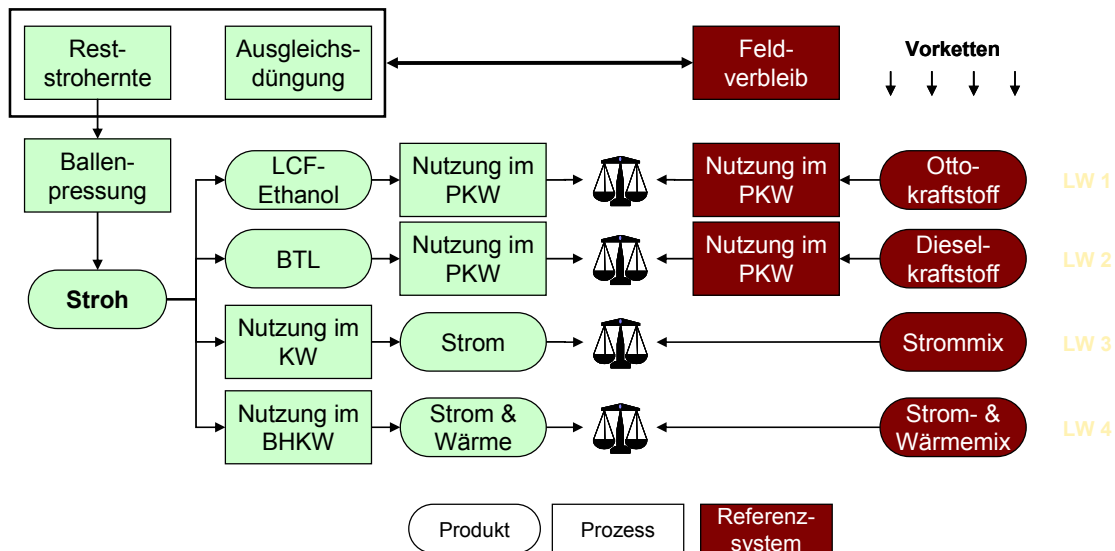 Rest-
strohernte
Ausgleichs-
düngung
Feld-
verbleib
Vorketten
Ballen-
pressung
LCF-
Ethanol
Nutzung im
PKW
Nutzung im
PKW
Otto-
kraftstoff
LW 1
BTL
Nutzung im
PKW
Nutzung im
PKW
Diesel-
kraftstoff
LW 2
Stroh
Nutzung im
KW
Strom
Strommix
LW 3
Nutzung im
BHKW
Strom &
Wärme
Strom- &
Wärmemix
LW 4
Produkt
Prozess
Referenz-
system